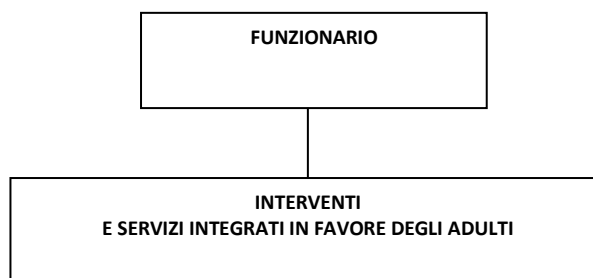 FUNZIONARIO
INTERVENTI
E SERVIZI INTEGRATI IN FAVORE DEGLI ADULTI